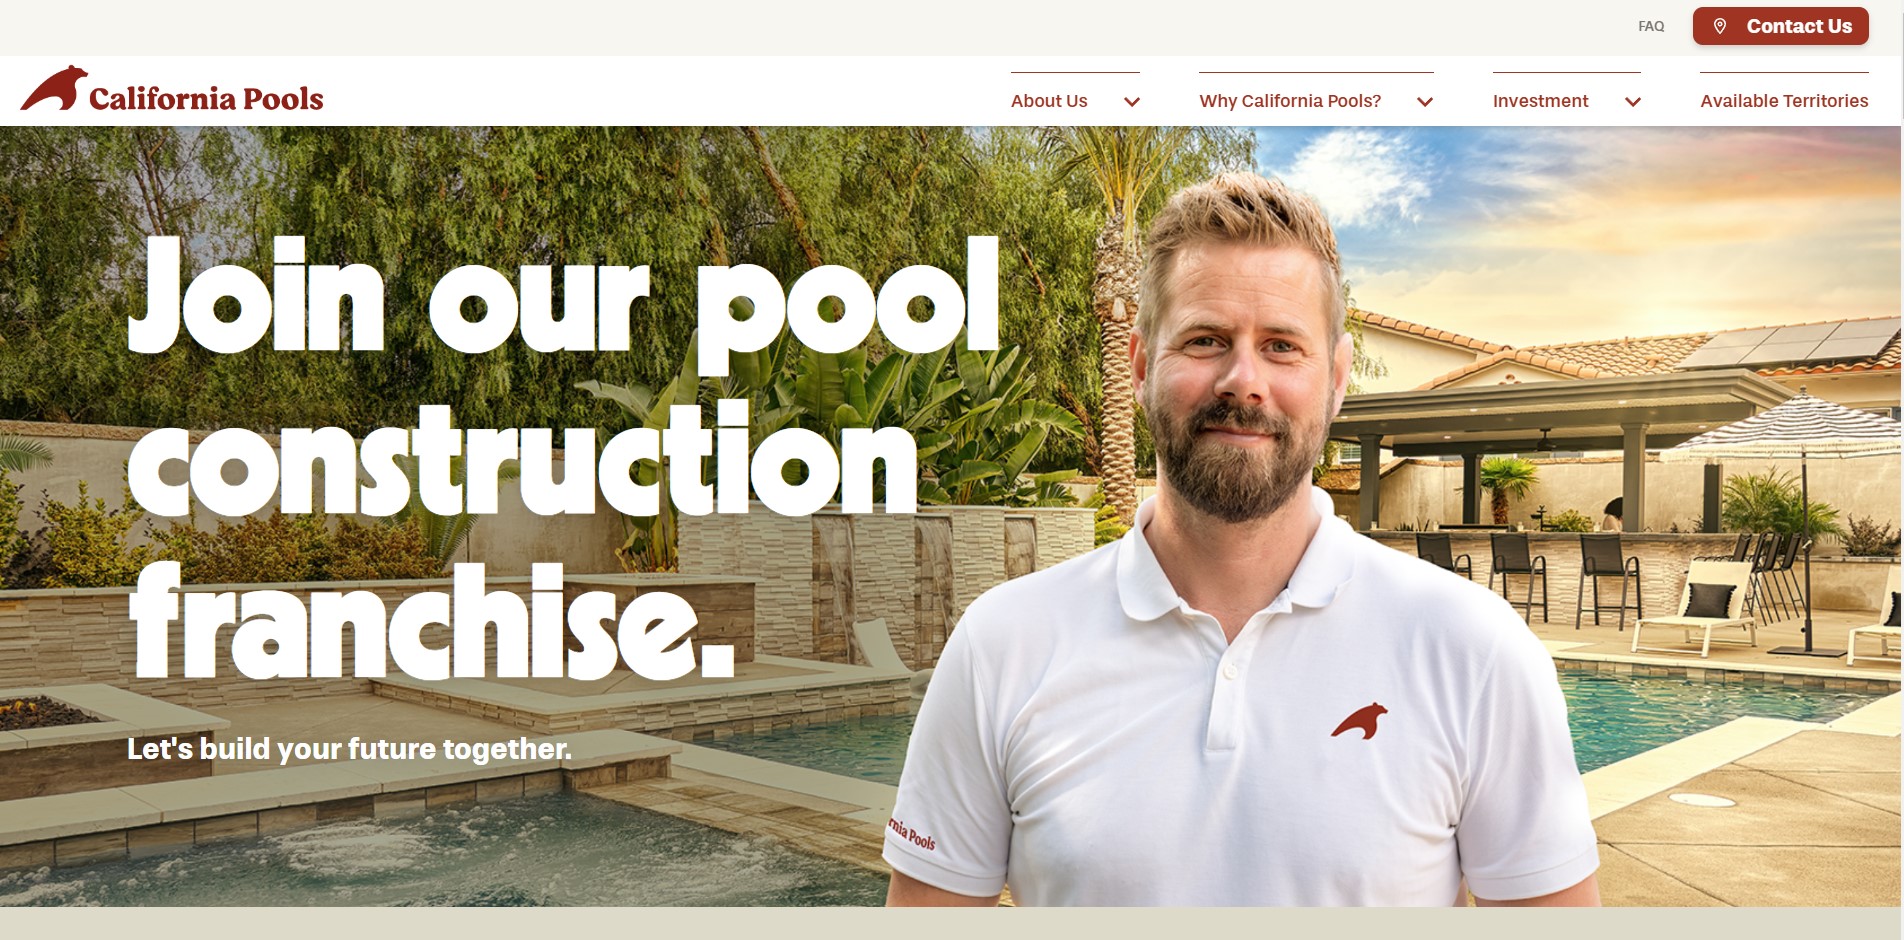 FAQ
Contact Us
California Pools
About Us
Why California Pools?
Investment
Available Territories
Join our pool
construction
franchise.
Let's build your future together.
Pools